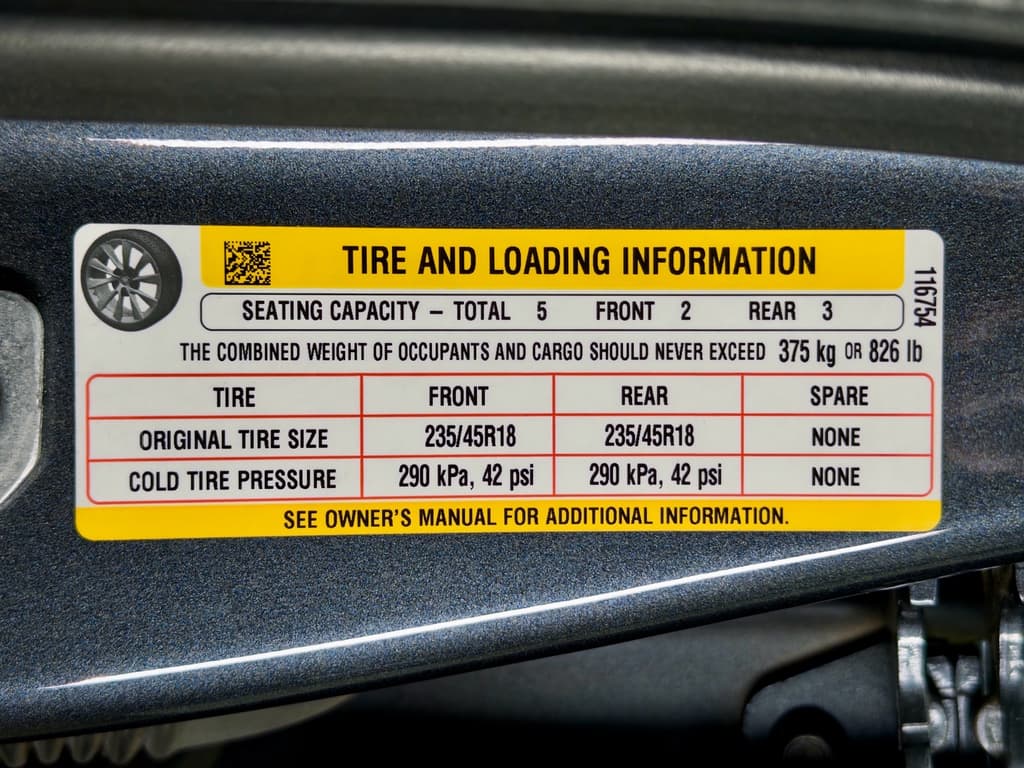 TIRE AND LOADING INFORMATION
SEATING CAPACITY – TOTAL 5 FRONT 2 REAR 3
THE COMBINED WEIGHT OF OCCUPANTS AND CARGO SHOULD NEVER EXCEED 375 kg OR 826 lb
116754
TIRE FRONT REAR SPARE
ORIGINAL TIRE SIZE 235/45R18 235/45R18 NONE
COLD TIRE PRESSURE 290 kPa, 42 psi 290 kPa, 42 psi NONE
SEE OWNER'S MANUAL FOR ADDITIONAL INFORMATION.